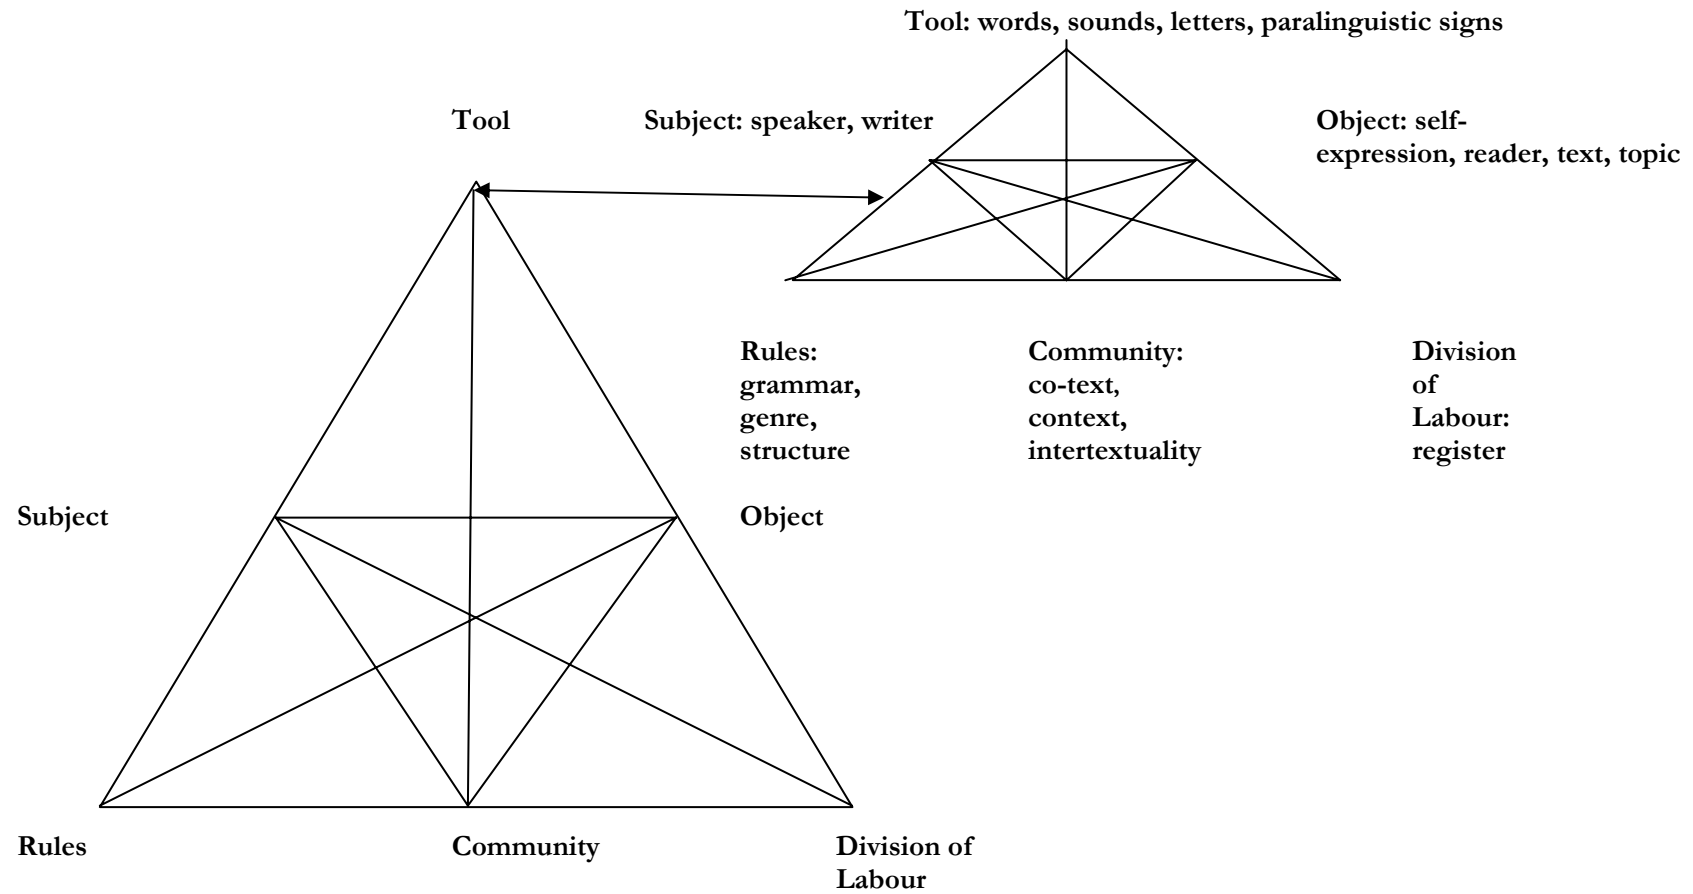 Tool: words, sounds, letters, paralinguistic signs
Tool
Subject: speaker, writer
Object: self-
expression, reader, text, topic
Rules:
grammar,
genre,
structure
Community:
co-text,
context,
intertextuality
Division
of
Labour:
register
Subject
Object
Rules
Community
Division of
Labour